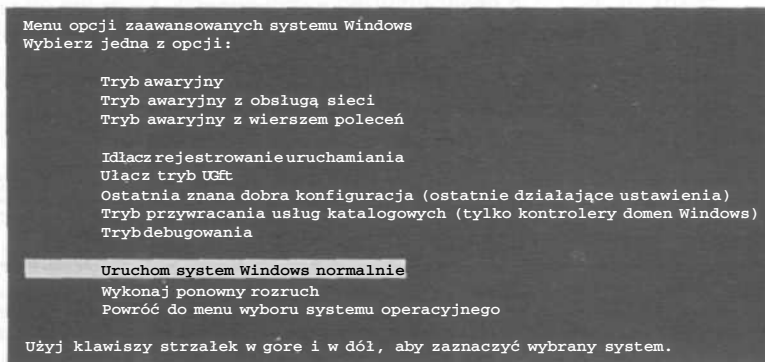 Menu opcji zaawansowanych systemu Windows
Wybierz jedna z opcji:
Tryb awaryjny
Tryb awaryjny z obsługą sieci
Tryb awaryjny z wierszem poleceń
Idłacz rejestrowanie uruchamiania
Ułącz tryb UGft
Ostatnia znana dobra konfiguracja (ostatnie działające ustawienia)
Tryb przywracania usług katalogowych (tylko kontrolery domen Windows)
Tryb debugowania
Uruchom system Windows normalnie
Wykonaj ponowny rozruch
Powróć do menu wyboru systemu operacyjnego
Użyj klawiszy strzałek w góre i w dół, aby zaznaczyć wybrany system.